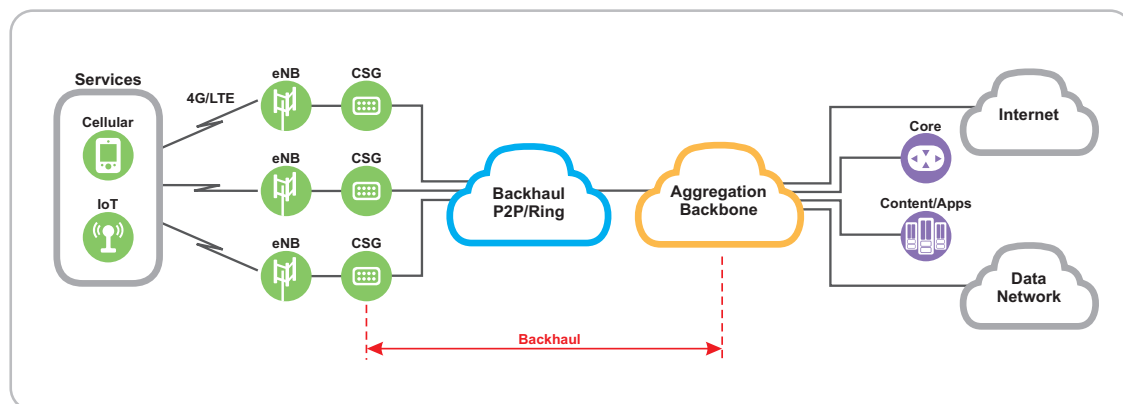 Services
Cellular
IoT
4G/LTE
eNB
CSG
eNB
CSG
eNB
CSG
Backhaul
P2P/Ring
Aggregation
Backbone
Internet
Core
Content/Apps
Data
Network
Backhaul